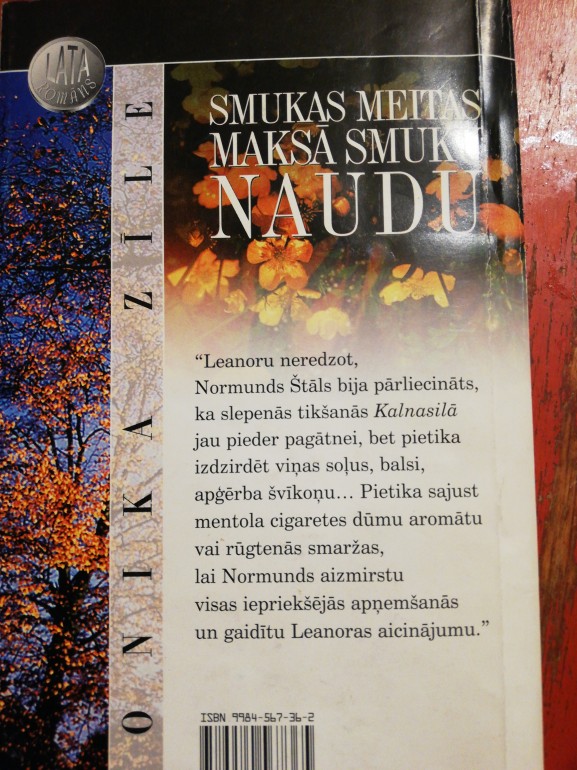 LATA
ROMĀNS
ONIKA ZĪLE
SMUKAS MEITAS
MAKSĀ SMUK
NAUDU
“Leanoru neredzot,
Normunds Štāls bija pārliecināts,
ka slepenās tikšanās Kalnasilā
jau pieder pagātnei, bet pietika
izdzirdēt viņas soļus, balsi,
apģērba švīkoņu... Pietika sajust
mentola cigaretes dūmu aromātu
vai rūgtenās smaržas,
lai Normunds aizmirstu
visas iepriekšējās apņemšanās
un gaidītu Leanoras aicinājumu.”
ISBN 9984-567-36-2